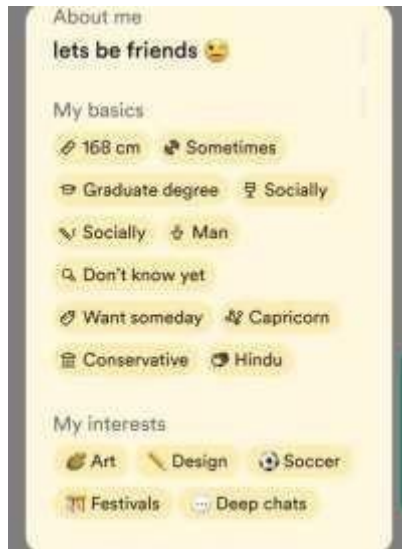 About me
lets be friends 😉
My basics
168 cm Sometimes
Graduate degree Socially
Socially Man
Don't know yet
Want someday Capricorn
Conservative Hindu
My interests
Art Design Soccer
Festivals Deep chats